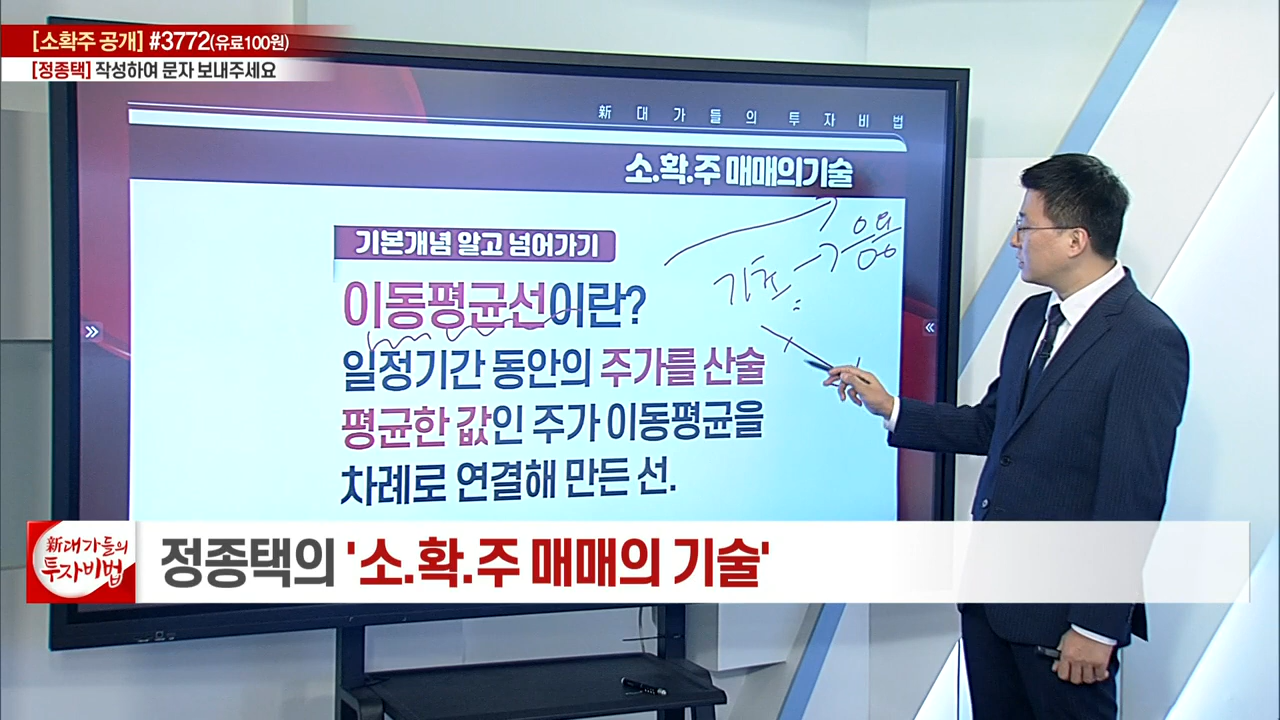 [소확주 공개] #3772(유료100원)
[정종택] 작성하여 문자 보내주세요
新 대가들의 투자비법
소.확.주 매매의기술
기본개념 알고 넘어가기
이동평균선이란?
기초 → 응용
일정기간 동안의 주가를 산술
평균한 값인 주가 이동평균을
차례로 연결해 만든 선.
新대가들의
투자비법
정종택의 '소.확.주 매매의 기술'